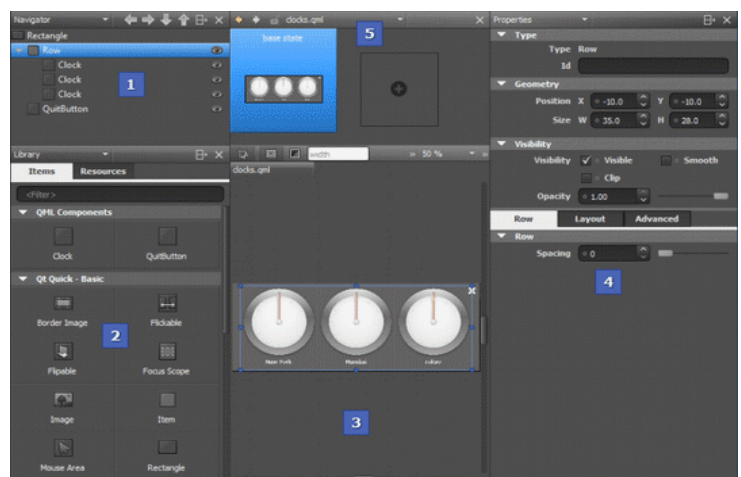 Navigator
Rectangle
Row
Clock
Clock
Clock
QuitButton
1
Library
Items
Resources
<Filter>
QML Components
Clock
QuitButton
Qt Quick - Basic
Border Image
Flickable
2
Flipable
Focus Scope
Image
Item
Mouse Area
Rectangle
clocks.qml
base state
5
width
50 %
clocks.qml
New York
Mumbai
3
Properties
Type
Type Row
Id
Geometry
Position X -10.0 Y -10.0
Size W 35.0 H 28.0
Visibility
Visibility Visible Smooth
Clip
Opacity 1.00
Row Layout Advanced
Row
Spacing 0
4